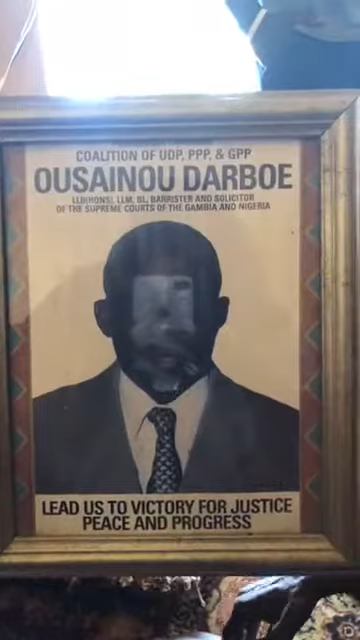 COALITION OF UDP, PPP, & GPP
OUSAINOU DARBOE
LLB(HONS), LLM, BL, BARRISTER AND SOLICITOR
OF THE SUPREME COURTS OF THE GAMBIA AND NIGERIA
LEAD US TO VICTORY FOR JUSTICE
PEACE AND PROGRESS